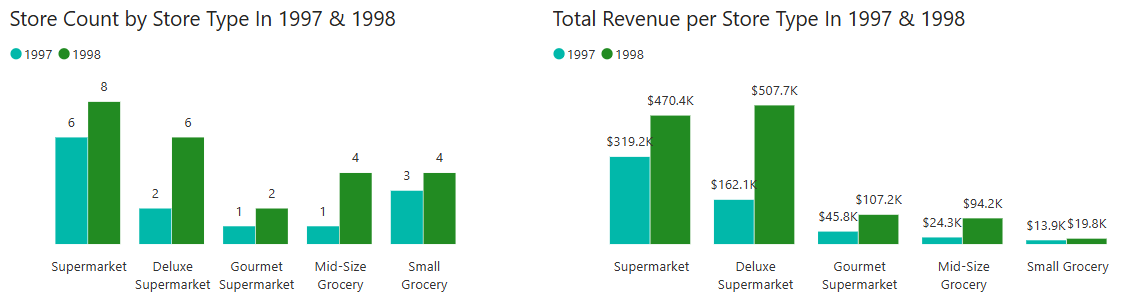 Store Count by Store Type In 1997 & 1998
1997 1998
8
6
6
4
4
3
2
2
1
1
Supermarket
Deluxe
Supermarket
Gourmet
Supermarket
Mid-Size
Grocery
Small
Grocery
Total Revenue per Store Type In 1997 & 1998
1997 1998
$507.7K
$470.4K
$319.2K
$162.1K
$107.2K
$94.2K
$45.8K
$24.3K
$13.9K
$19.8K
Supermarket
Deluxe
Supermarket
Gourmet
Supermarket
Mid-Size
Grocery
Small Grocery